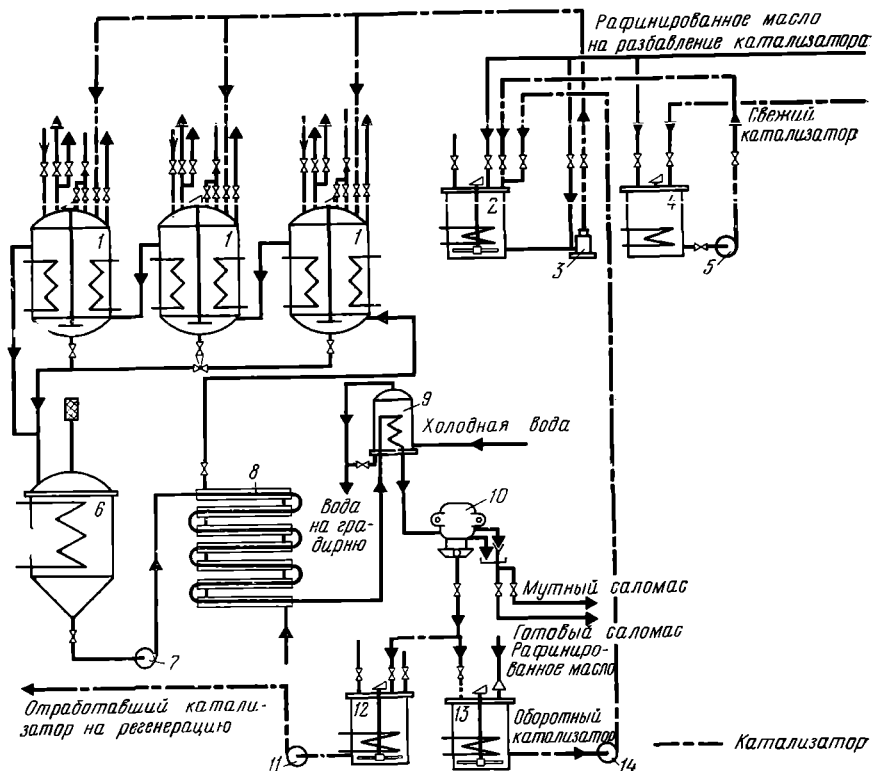 Рафинированное масло
на разбавление катализатора
Свежий
катализатор
1
1
1
2
3
4
5
6
7
8
9
Холодная вода
Вода
на гра-
дирню
10
Мутный саломас
Готовый саломас
Рафиниро-
ванное масло
Отработавший катали-
затор на регенерацию
11
12
13
Оборотный
катализатор
14
Катализатор